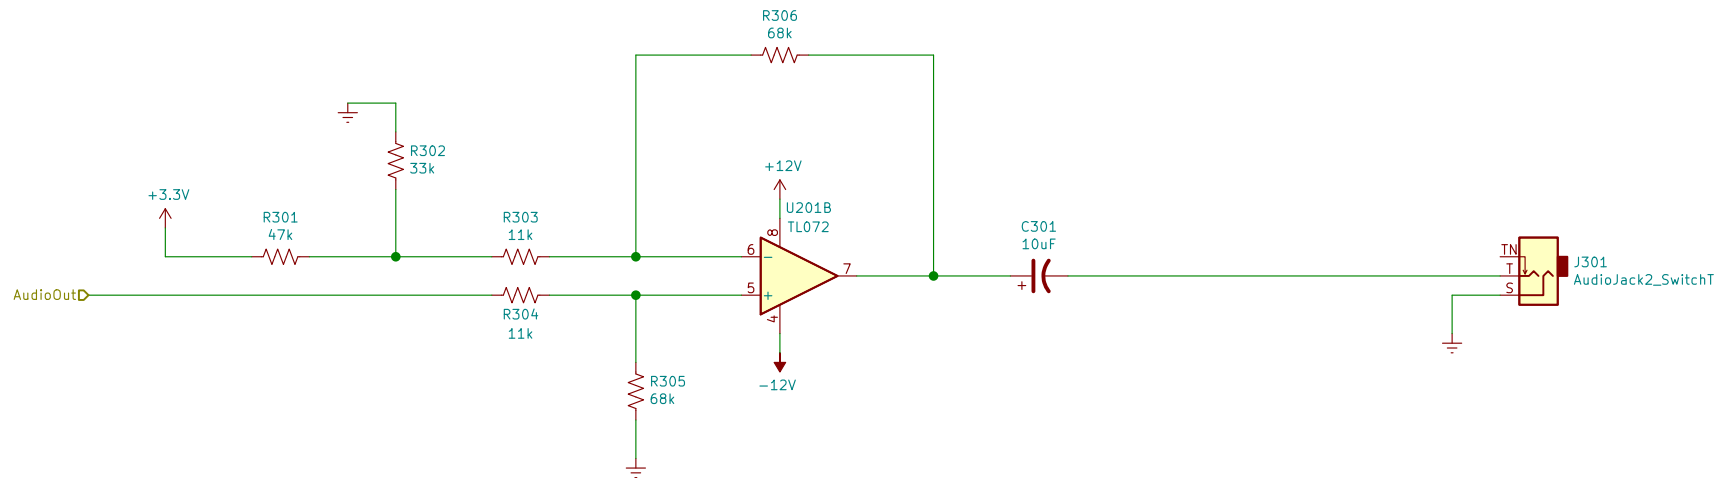 R306
68k
R302
33k
+3.3V
+12V
R301
47k
R303
11k
U201B
TL072
8
6
−
7
5
+
4
C301
10uF
+
TN
T
S
J301
AudioJack2_SwitchT
AudioOut
R304
11k
-12V
R305
68k